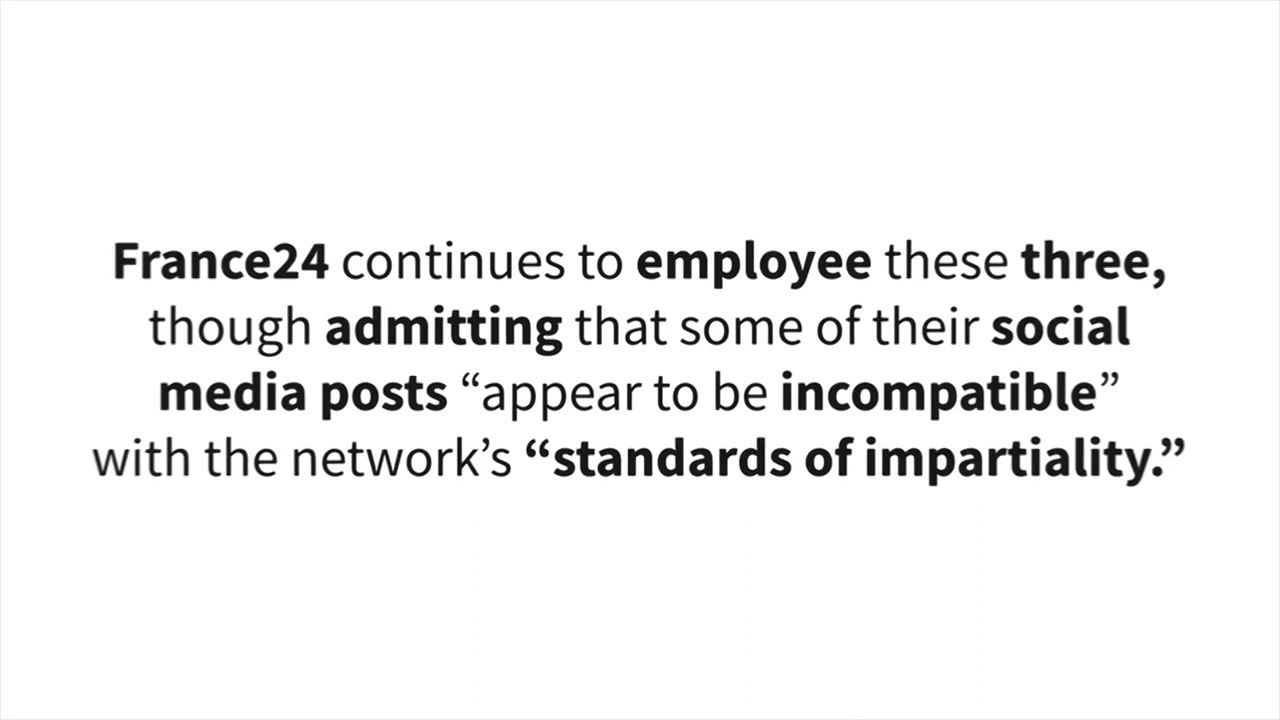 France24 continues to employee these three,
though admitting that some of their social
media posts “appear to be incompatible”
with the network’s “standards of impartiality.”